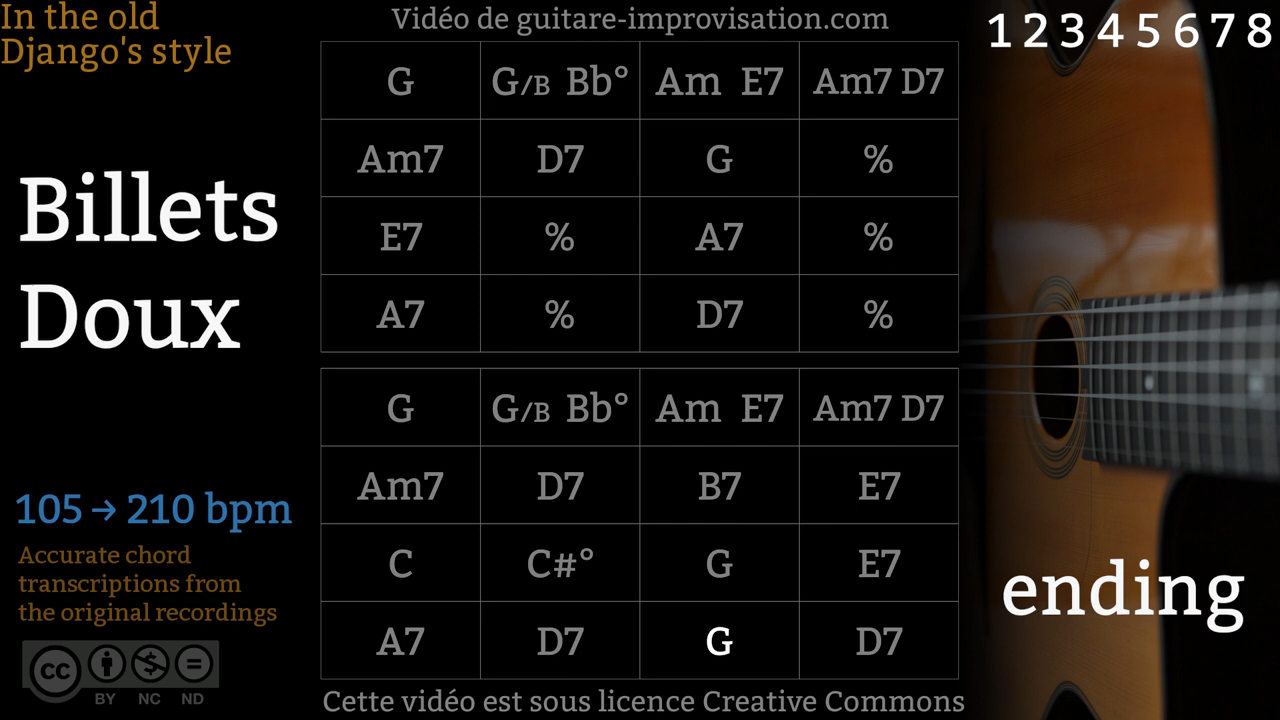 In the old
Django's style
Vidéo de guitare-improvisation.com
1 2 3 4 5 6 7 8
Billets
Doux
G G/B Bb° Am E7 Am7 D7
Am7 D7 G %
E7 % A7 %
A7 % D7 %
G G/B Bb° Am E7 Am7 D7
Am7 D7 B7 E7
C C#° G E7
A7 D7 G D7
105 → 210 bpm
Accurate chord
transcriptions from
the original recordings
ending
cc
BY NC ND
Cette vidéo est sous licence Creative Commons